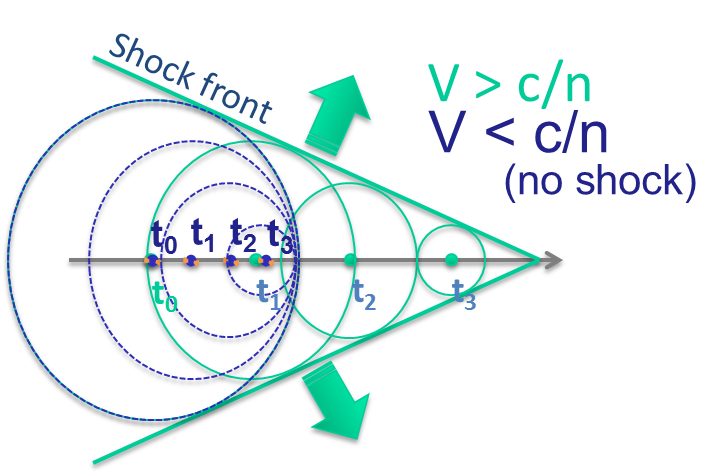 Shock front
V > c/n
V < c/n
(no shock)
t0 t1 t2 t3
t0 t1 t2 t3